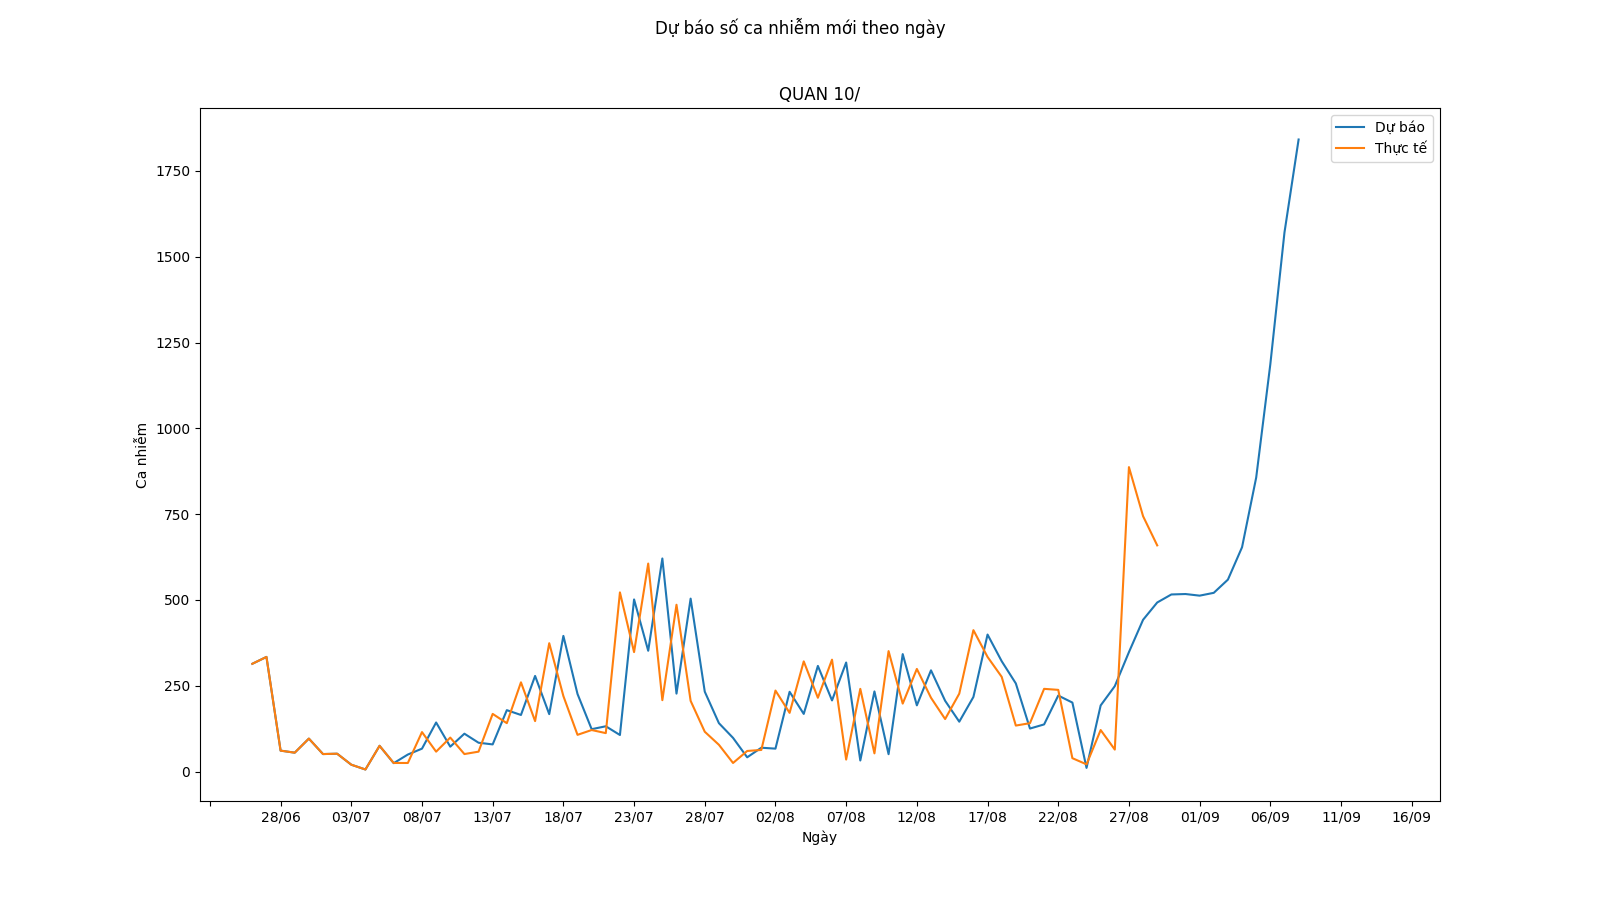 Dự báo số ca nhiễm mới theo ngày
QUAN 10/
Dự báo
Thực tế
1750
1500
1250
1000
750
500
250
0
Ca nhiễm
28/06 03/07 08/07 13/07 18/07 23/07 28/07 02/08 07/08 12/08 17/08 22/08 27/08 01/09 06/09 11/09 16/09
Ngày